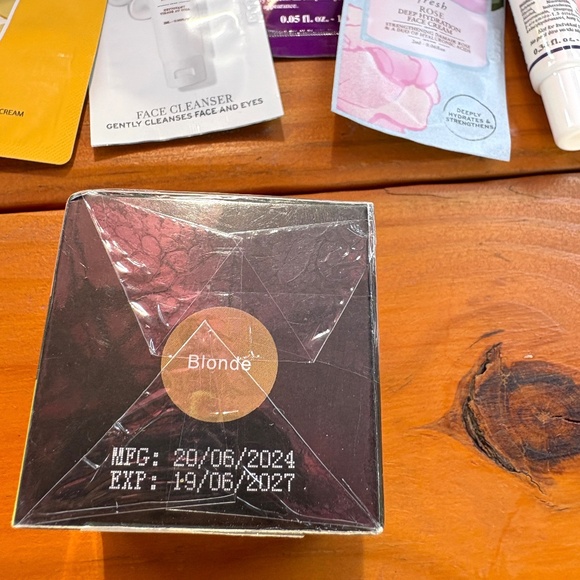 CREAM
FACE CLEANSER
GENTLY CLEANSES FACE AND EYES
0.05 fl. oz.
fresh
ROSE
DEEP HYDRATION
FACE CREAM
DEEPLY
HYDRATES &
STRENGTHENS
Blonde
MFG: 20/06/2024
EXP: 19/06/2027